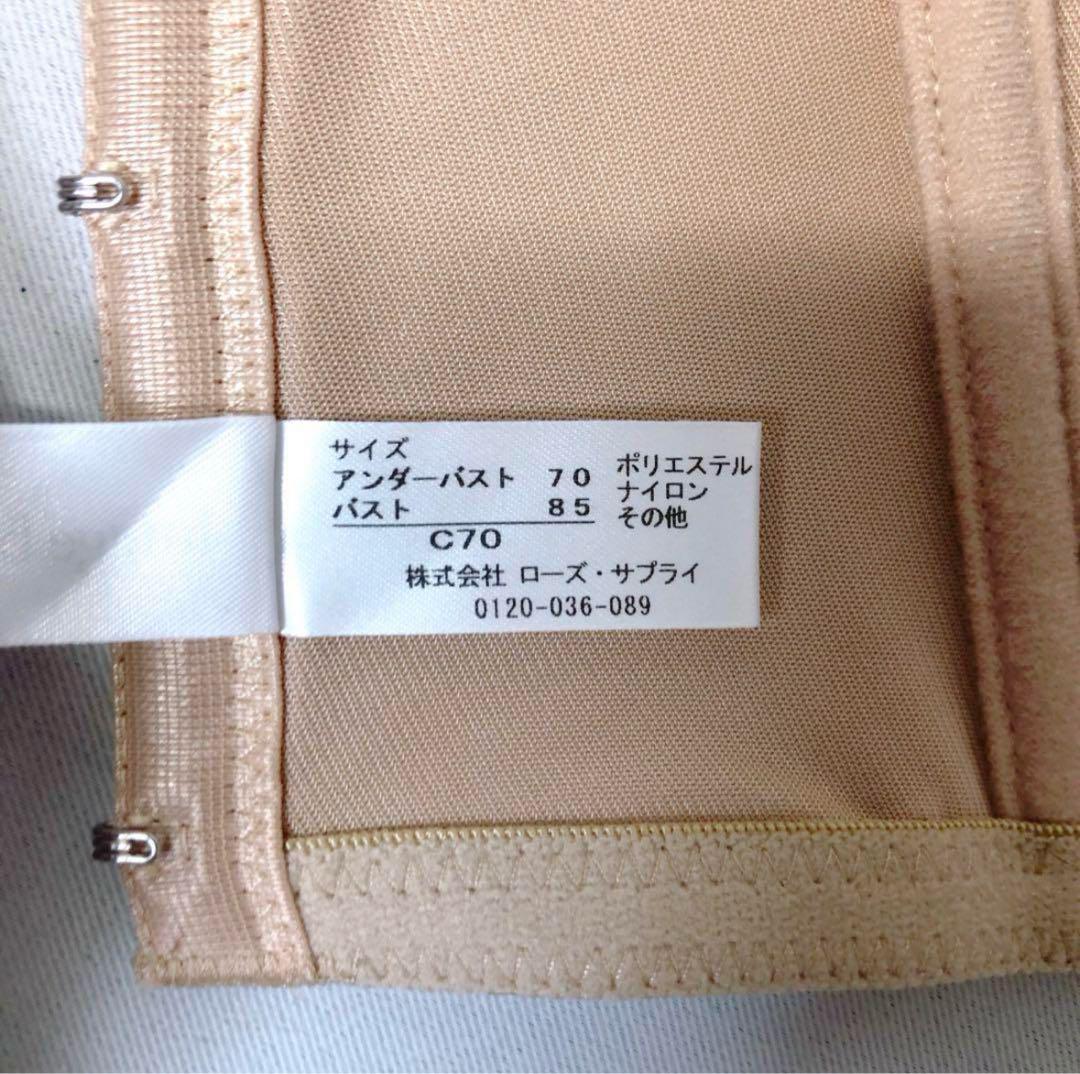 サイズ
アンダーバスト 70
バスト 85
C70
ポリエステル
ナイロン
その他
株式会社 ローズ・サプライ
0120-036-089